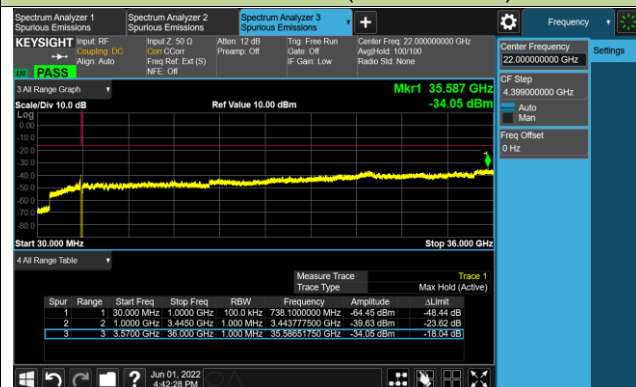 Spectrum Analyzer 1
Spurious Emissions
Spectrum Analyzer 2
Spurious Emissions
Spectrum Analyzer 3
Spurious Emissions
Frequency
KEYSIGHT
Input: RF
Coupling: DC
Align: Auto
Input Z: 50 Ω
Corr CCorr
Freq Ref: Ext (S)
NFE: Off
Atten: 12 dB
Preamp: Off
Trig: Free Run
Gate: Off
IF Gain: Low
Center Freq: 22.000000000 GHz
Avg|Hold: 100/100
Radio Std: None
PASS
Center Frequency
22.00000000 GHz
Settings
CF Step
4.399000000 GHz
Auto
Man
Freq Offset
0 Hz
3 All Range Graph
Scale/Div 10.0 dB
Ref Value 10.00 dBm
Mkr1 35.587 GHz
-34.05 dBm
Log
0.00
-10.0
-20.0
-30.0
-40.0
-50.0
-60.0
-70.0
-80.0
Start 30.000 MHz
Stop 36.000 GHz
4 All Range Table
Measure Trace Trace 1
Trace Type Max Hold (Active)
Spur Range Start Freq Stop Freq RBW Frequency Amplitude ΔLimit
1 1 30.000 MHz 1.0000 GHz 100.0 kHz 738.1000000 MHz -64.45 dBm -48.44 dB
2 2 1.0000 GHz 3.4450 GHz 1.000 MHz 3.443777500 GHz -39.63 dBm -23.62 dB
3 3 3.5700 GHz 36.000 GHz 1.000 MHz 35.58651750 GHz -34.05 dBm -18.04 dB
Jun 01, 2022
4:42:28 PM